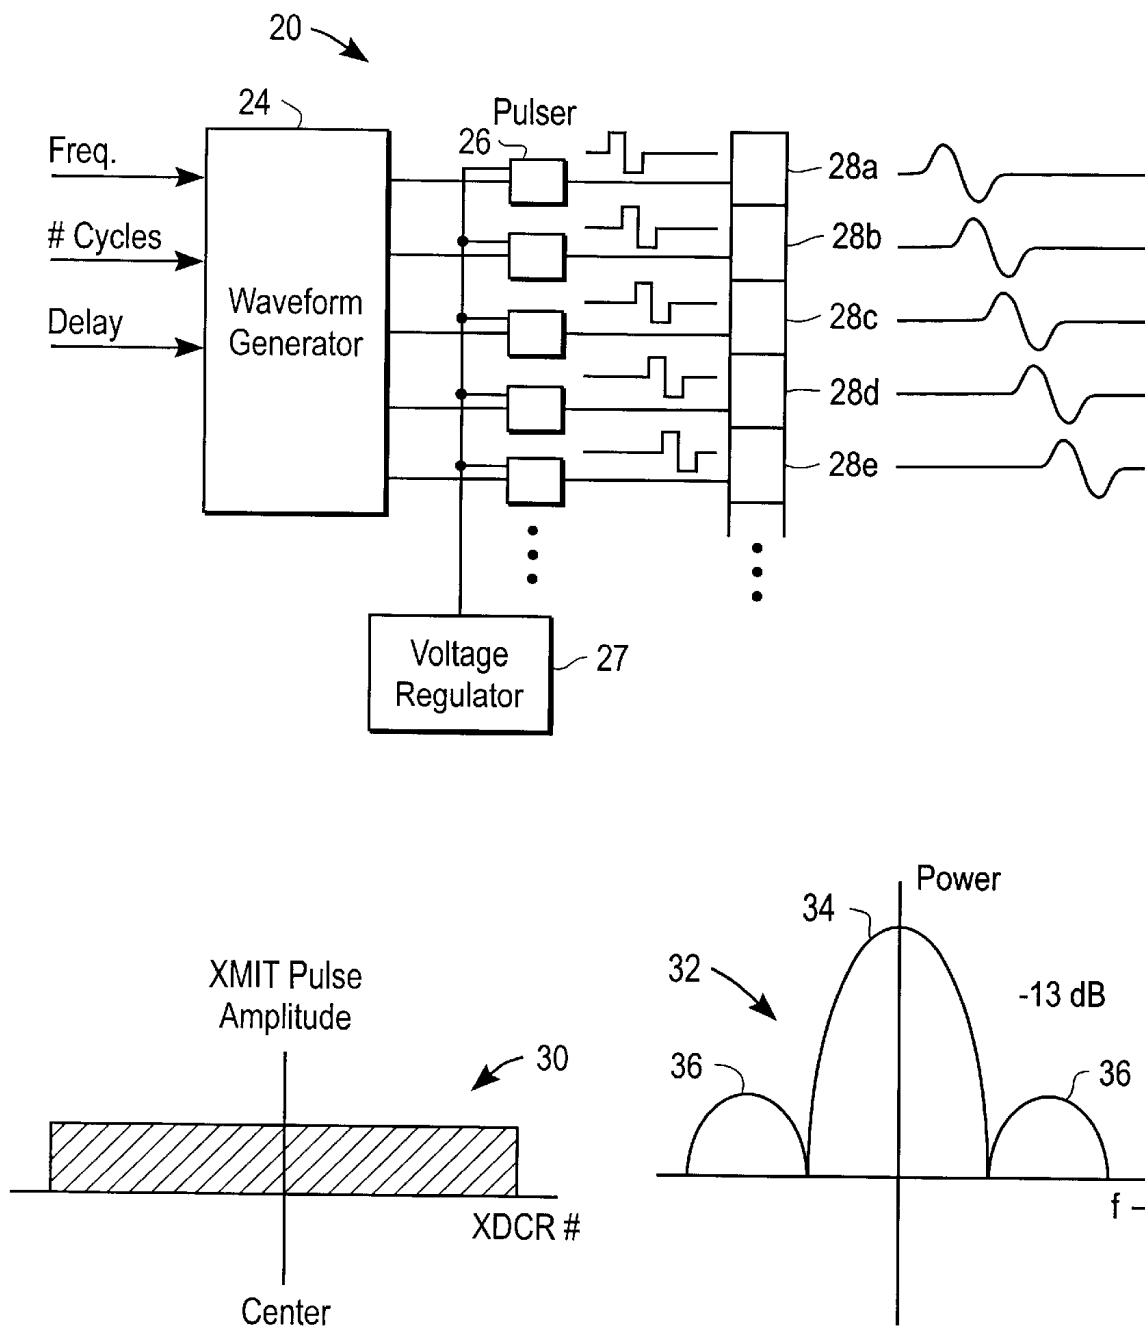 20
24
Pulser
26
Freq.
# Cycles
Delay
Waveform
Generator
28a
28b
28c
28d
28e
Voltage
Regulator
27
XMIT Pulse
Amplitude
30
XDCR #
Center
Power
34
32
-13 dB
36
36
f